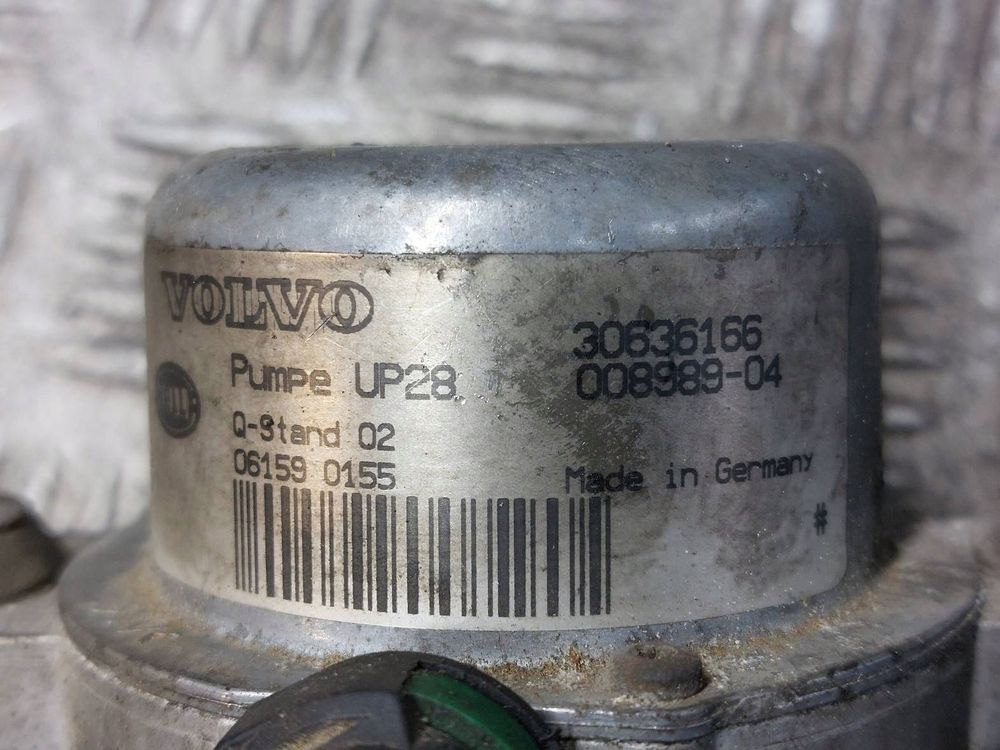 VOLVO
30636166
Pumpe UP28
008989-04
Q-Stand 02
06159 0155
Made in Germany
#